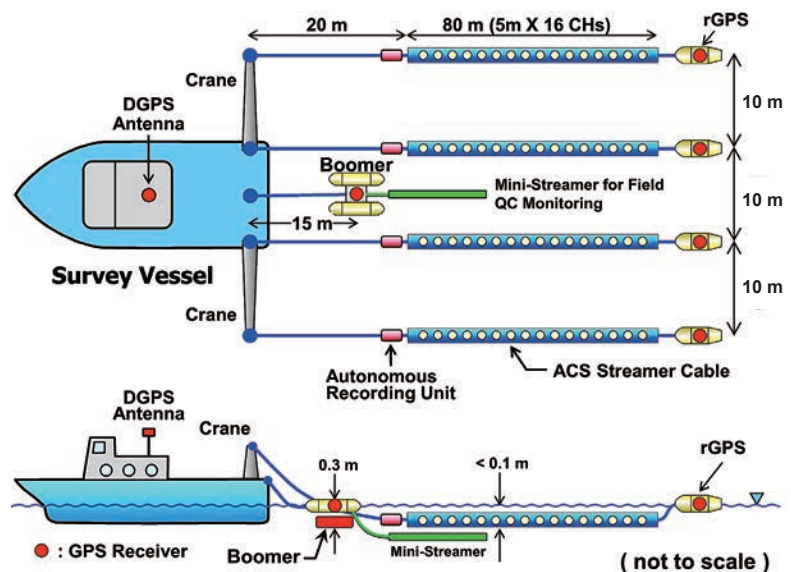 20 m
80 m (5m X 16 CHs)
rGPS
Crane
DGPS
Antenna
10 m
Boomer
Mini-Streamer for Field
QC Monitoring
10 m
15 m
Survey Vessel
10 m
Crane
Autonomous
Recording Unit
ACS Streamer Cable
DGPS
Antenna
Crane
0.3 m
< 0.1 m
rGPS
: GPS Receiver
Boomer
Mini-Streamer
( not to scale )